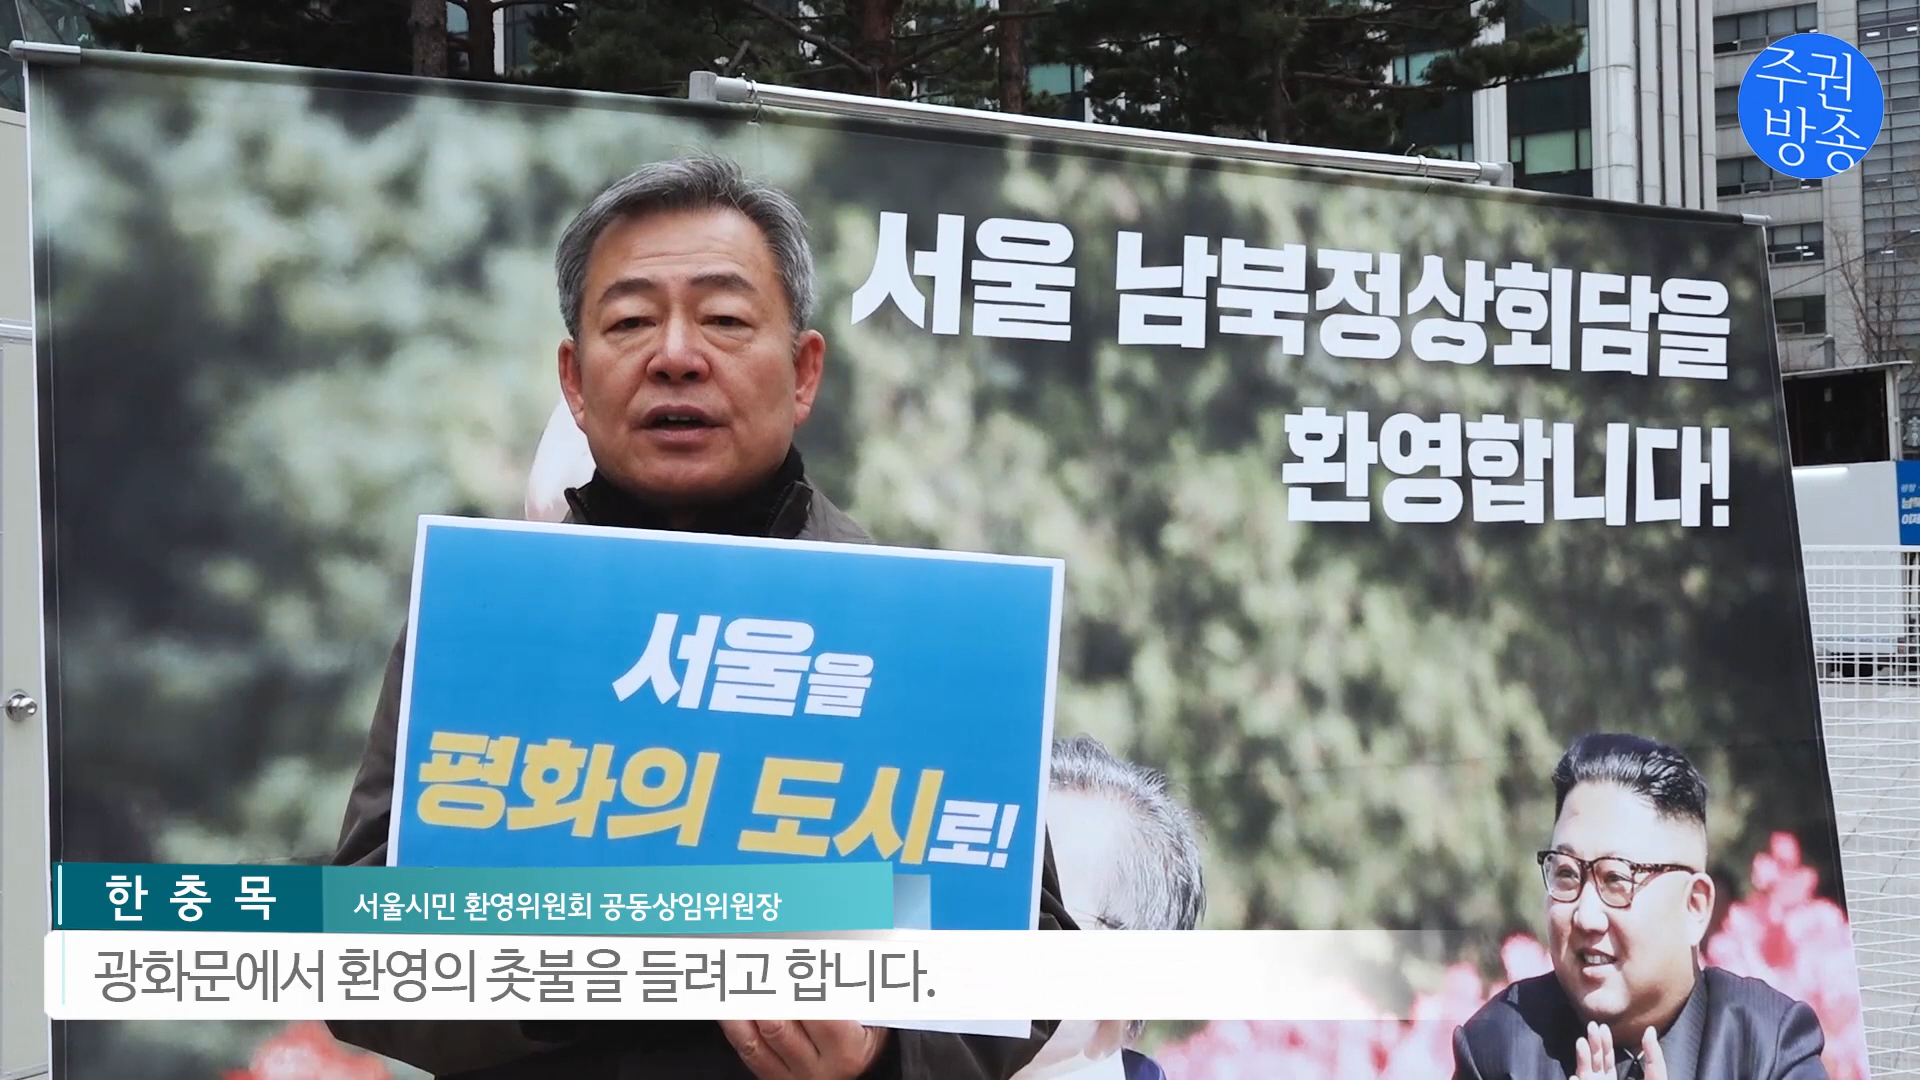 주권
방송
서울 남북정상회담을
환영합니다!
서울을
평화의 도시로!
한충목
서울시민 환영위원회 공동상임위원장
광화문에서 환영의 촛불을 들려고 합니다.